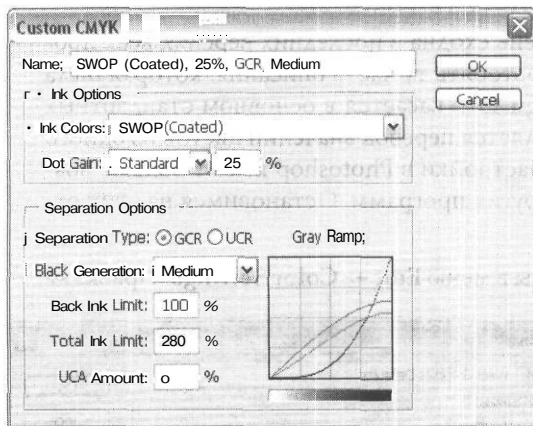 Custom CMYK
Name; SWOP (Coated), 25%, GCR, Medium
OK
Cancel
r • Ink Options
• Ink Colors: SWOP (Coated)
Dot Gain: . Standard 25 %
Separation Options
j Separation Type: GCR UCR
Gray Ramp;
Black Generation: i Medium
Back Ink Limit: 100 %
Total Ink Limit: 280 %
UCA Amount: o %